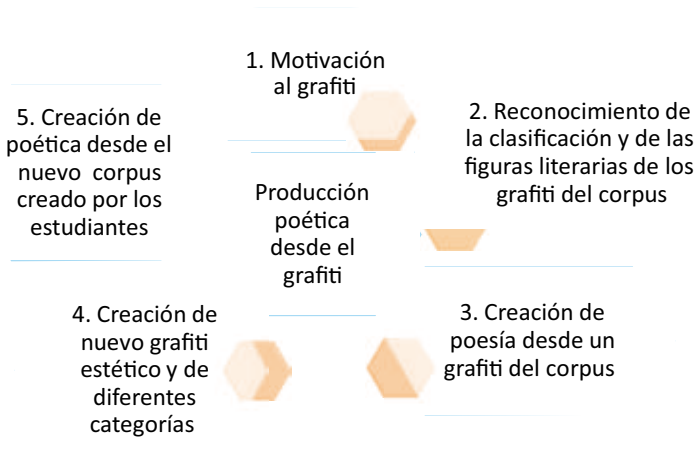 1. Motivación
al grafiti
2. Reconocimiento de
la clasificación y de las
figuras literarias de los
grafiti del corpus
3. Creación de
poesía desde un
grafiti del corpus
4. Creación de
nuevo grafiti
estético y de
diferentes
categorías
5. Creación de
poética desde el
nuevo corpus
creado por los
estudiantes
Producción
poética
desde el
grafiti